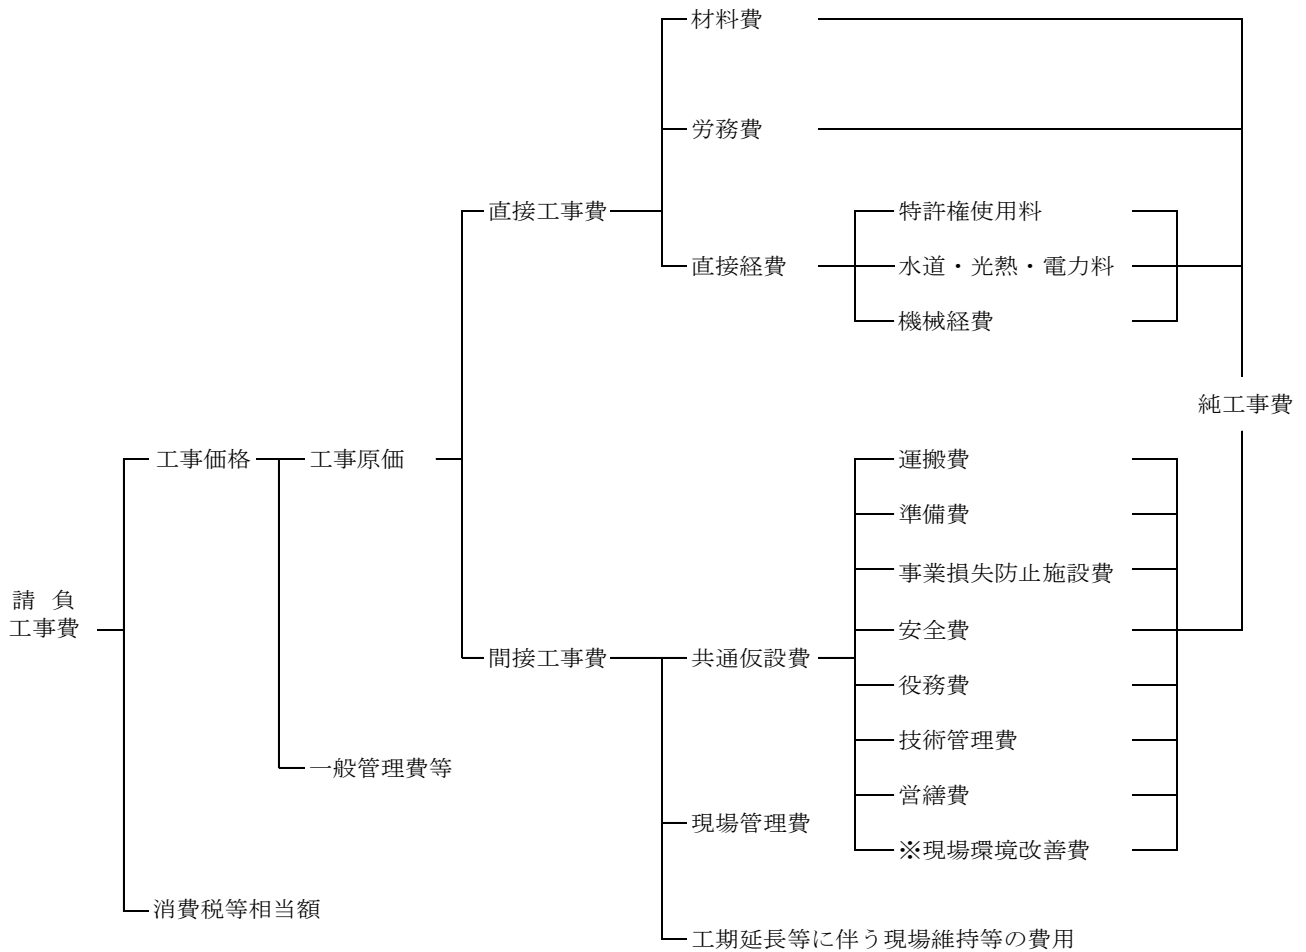 材料費
労務費
直接工事費
特許権使用料
直接経費
水道・光熱・電力料
機械経費
純工事費
工事価格
工事原価
運搬費
準備費
事業損失防止施設費
請 負
工事費
安全費
間接工事費
共通仮設費
役務費
技術管理費
一般管理費等
営繕費
現場管理費
※現場環境改善費
消費税等相当額
工期延長等に伴う現場維持等の費用